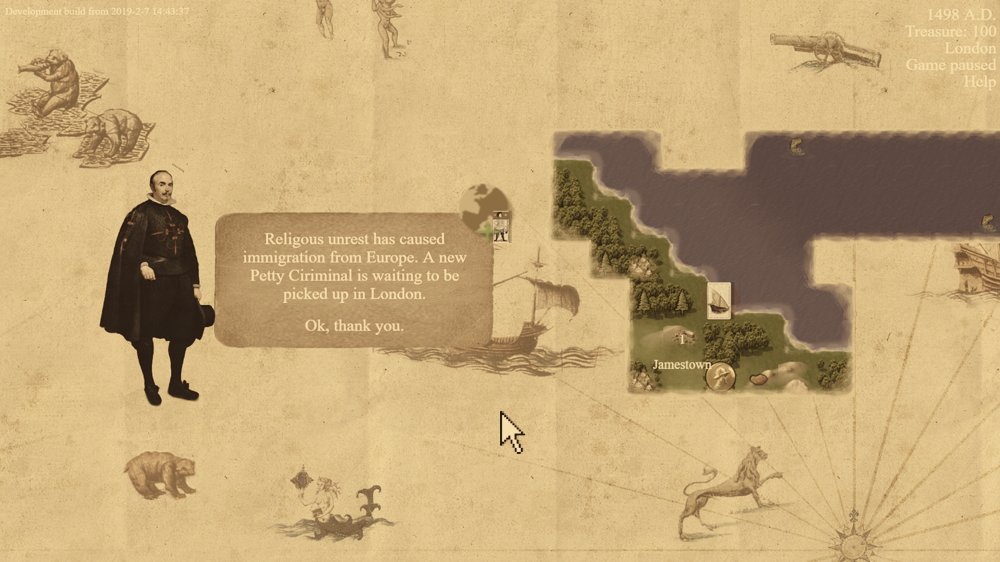 Development build from 2019-2-7 14:43:37
1498 A.D.
Treasure: 100
London
Game paused
Help
Religous unrest has caused
immigration from Europe. A new
Petty Ciriminal is waiting to be
picked up in London.
Ok, thank you.
1
Jamestown